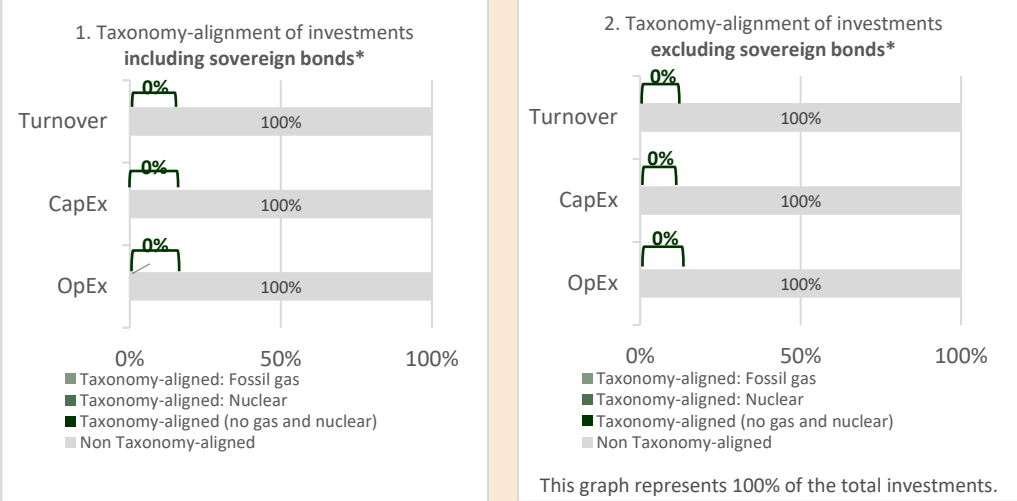 1. Taxonomy-alignment of investments
including sovereign bonds*
0%
Turnover
100%
0%
CapEx
100%
0%
OpEx
100%
0%
50%
100%
Taxonomy-aligned: Fossil gas
Taxonomy-aligned: Nuclear
Taxonomy-aligned (no gas and nuclear)
Non Taxonomy-aligned
2. Taxonomy-alignment of investments
excluding sovereign bonds*
0%
Turnover
100%
0%
CapEx
100%
0%
OpEx
100%
0%
50%
100%
Taxonomy-aligned: Fossil gas
Taxonomy-aligned: Nuclear
Taxonomy-aligned (no gas and nuclear)
Non Taxonomy-aligned
This graph represents 100% of the total investments.